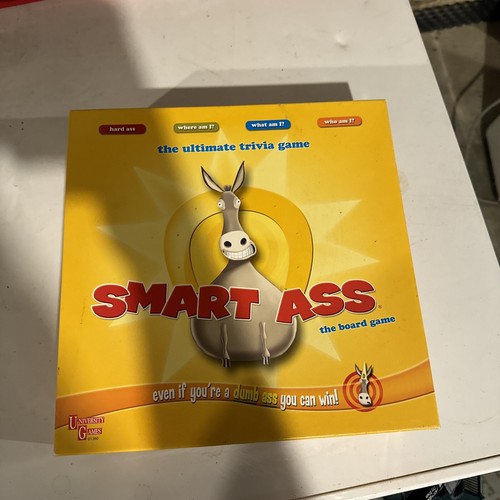 hard ass
where am I?
what am I?
who am I?
the ultimate trivia game
SMART ASS
the board game
even if you're a dumb ass you can win!
UNIVERSITY
GAMES